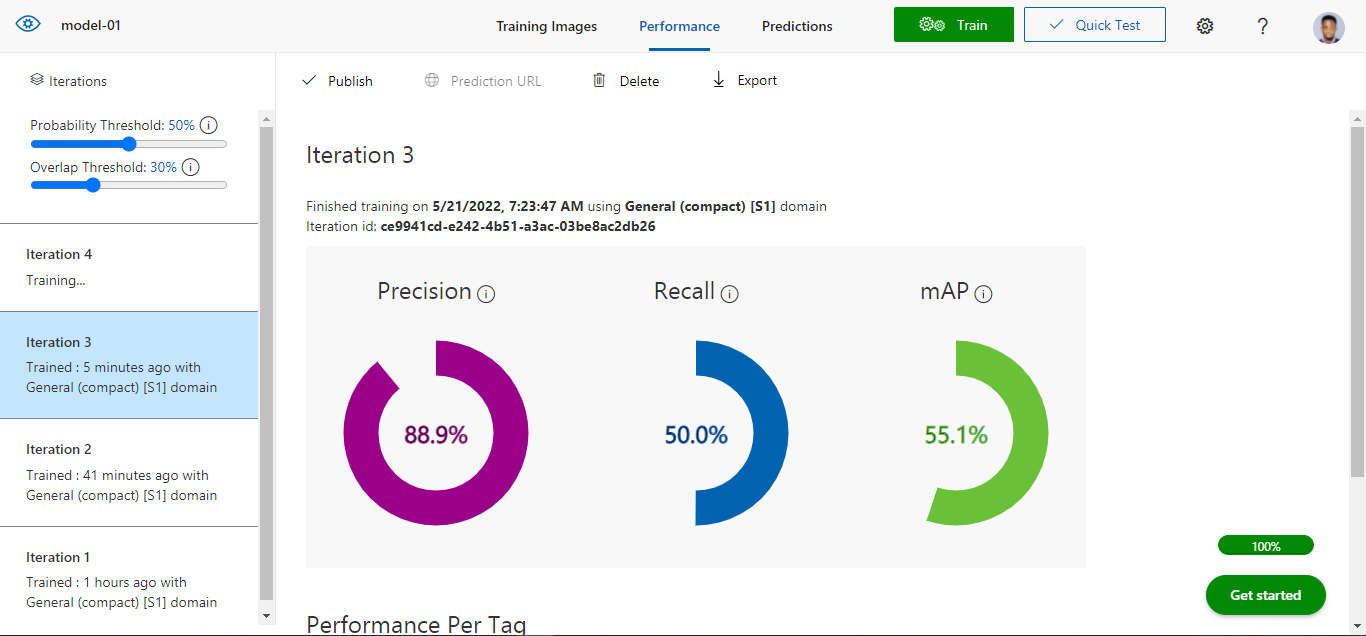 model-01
Training Images
Performance
Predictions
Train
Quick Test
?
Iterations
Publish
Prediction URL
Delete
Export
Probability Threshold: 50% i
Overlap Threshold: 30% i
Iteration 4
Training...
Iteration 3
Trained : 5 minutes ago with
General (compact) [S1] domain
Iteration 2
Trained : 41 minutes ago with
General (compact) [S1] domain
Iteration 1
Trained : 1 hours ago with
General (compact) [S1] domain
Iteration 3
Finished training on 5/21/2022, 7:23:47 AM using General (compact) [S1] domain
Iteration id: ce9941cd-e242-4b51-a3ac-03be8ac2db26
Precision i
Recall i
mAP i
88.9%
50.0%
55.1%
100%
Get started
Performance Per Tag